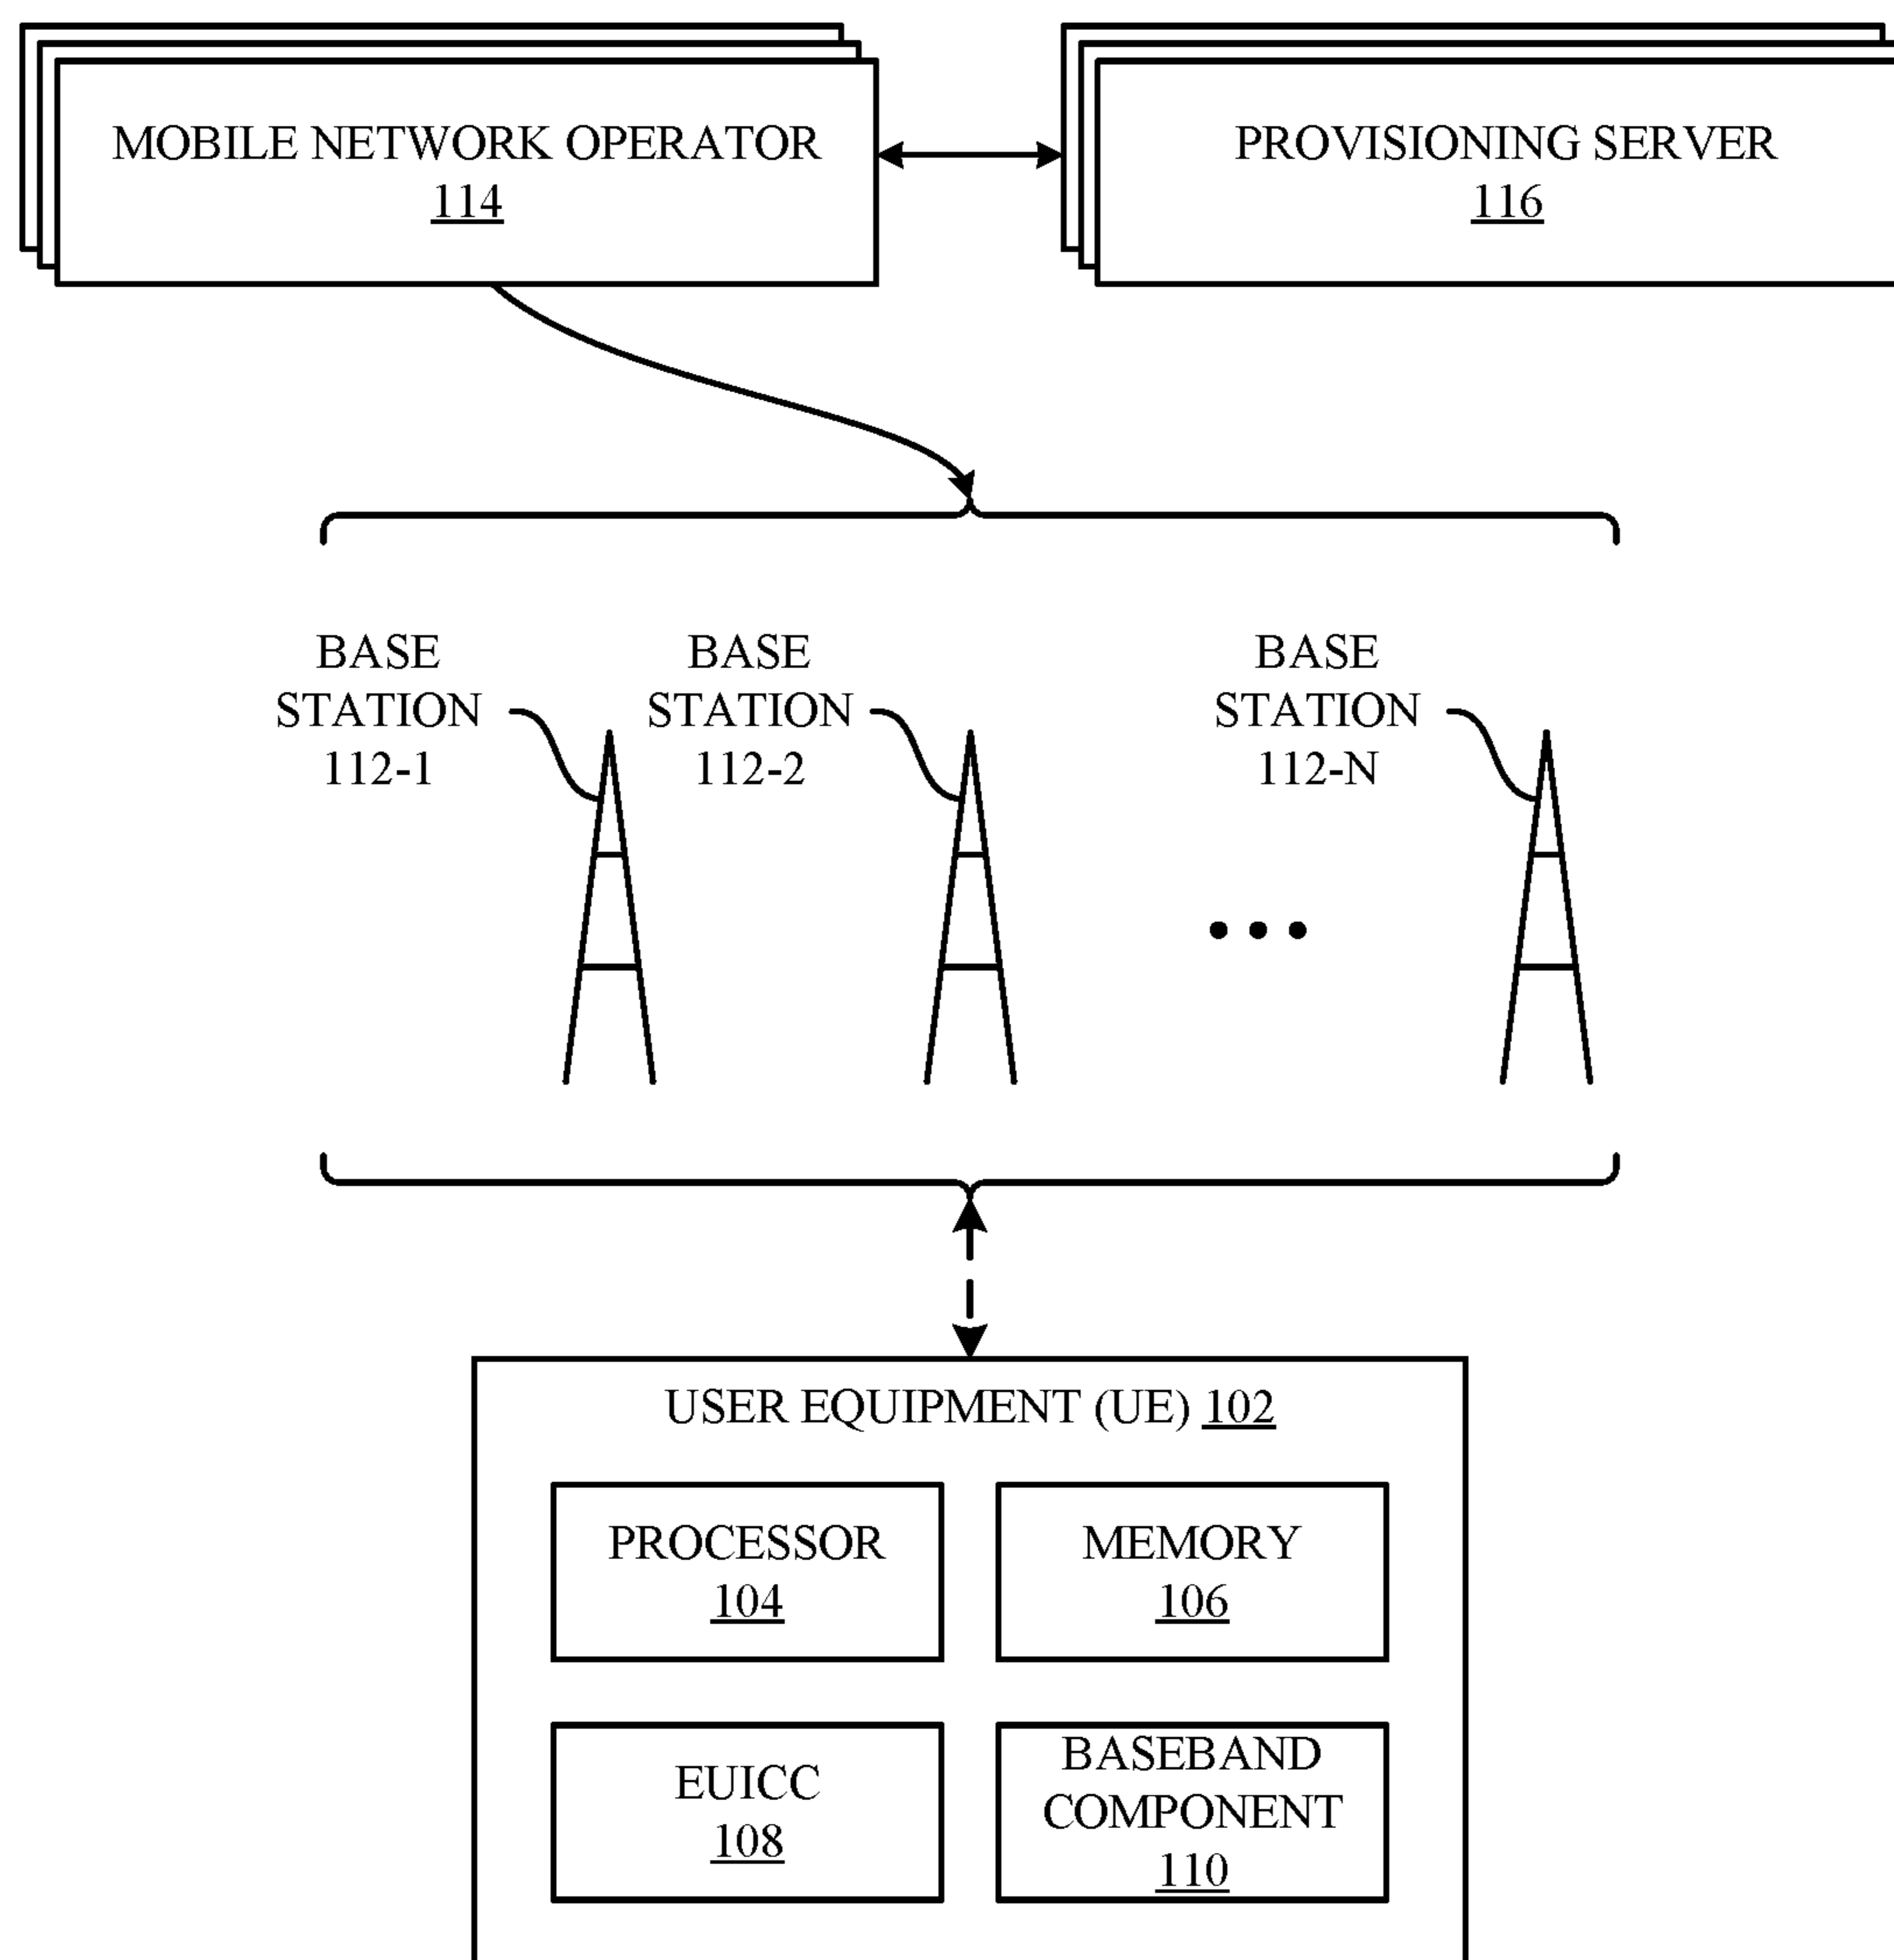 MOBILE NETWORK OPERATOR
114
PROVISIONING SERVER
116
BASE
STATION
112-1
BASE
STATION
112-2
BASE
STATION
112-N
USER EQUIPMENT (UE) 102
PROCESSOR
104
MEMORY
106
EUICC
108
BASEBAND
COMPONENT
110